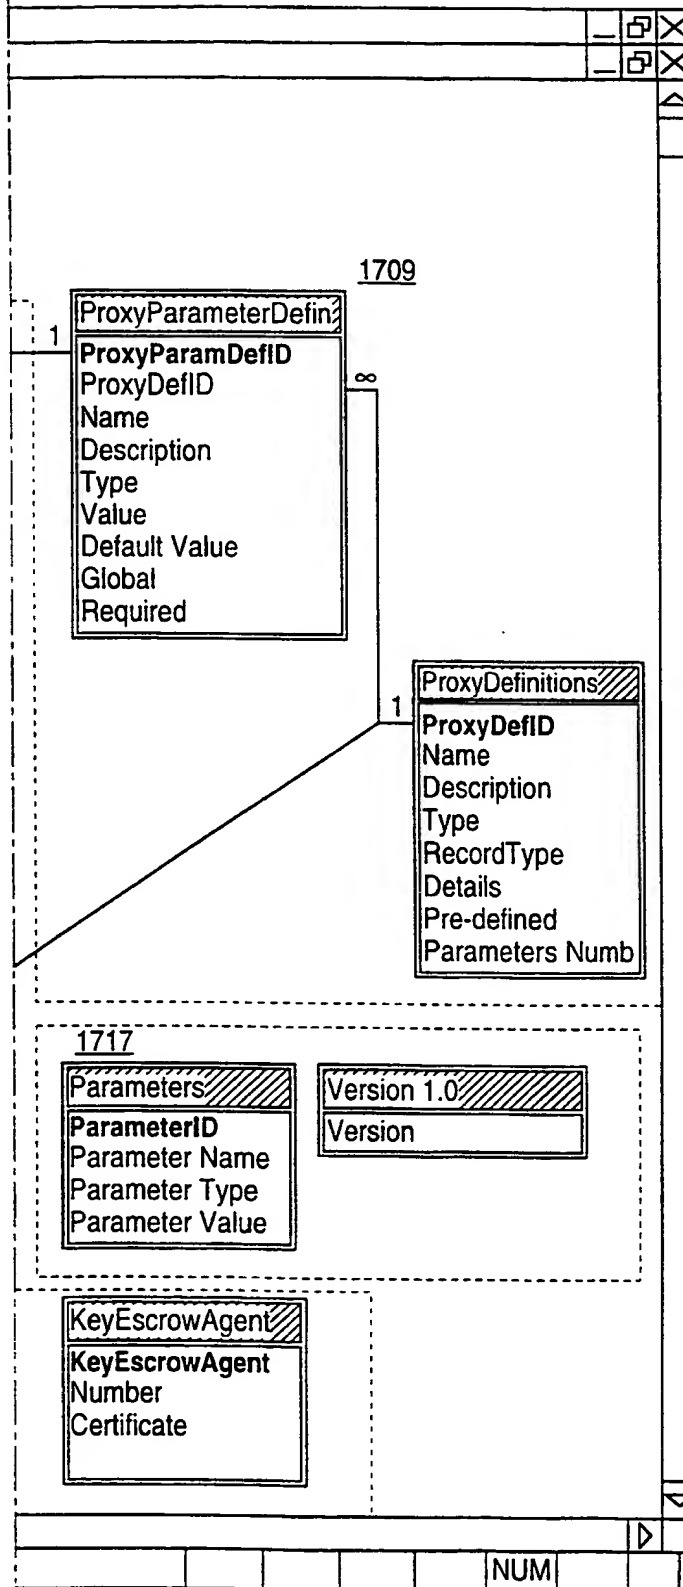 1709
ProxyParameterDefin
1
ProxyParamDefID
ProxyDefID
∞
Name
Description
Type
Value
Default Value
Global
Required
ProxyDefinitions
1
ProxyDefID
Name
Description
Type
RecordType
Details
Pre-defined
Parameters Numb
1717
Parameters
ParameterID
Parameter Name
Parameter Type
Parameter Value
Version 1.0
Version
KeyEscrowAgent
KeyEscrowAgent
Number
Certificate
NUM